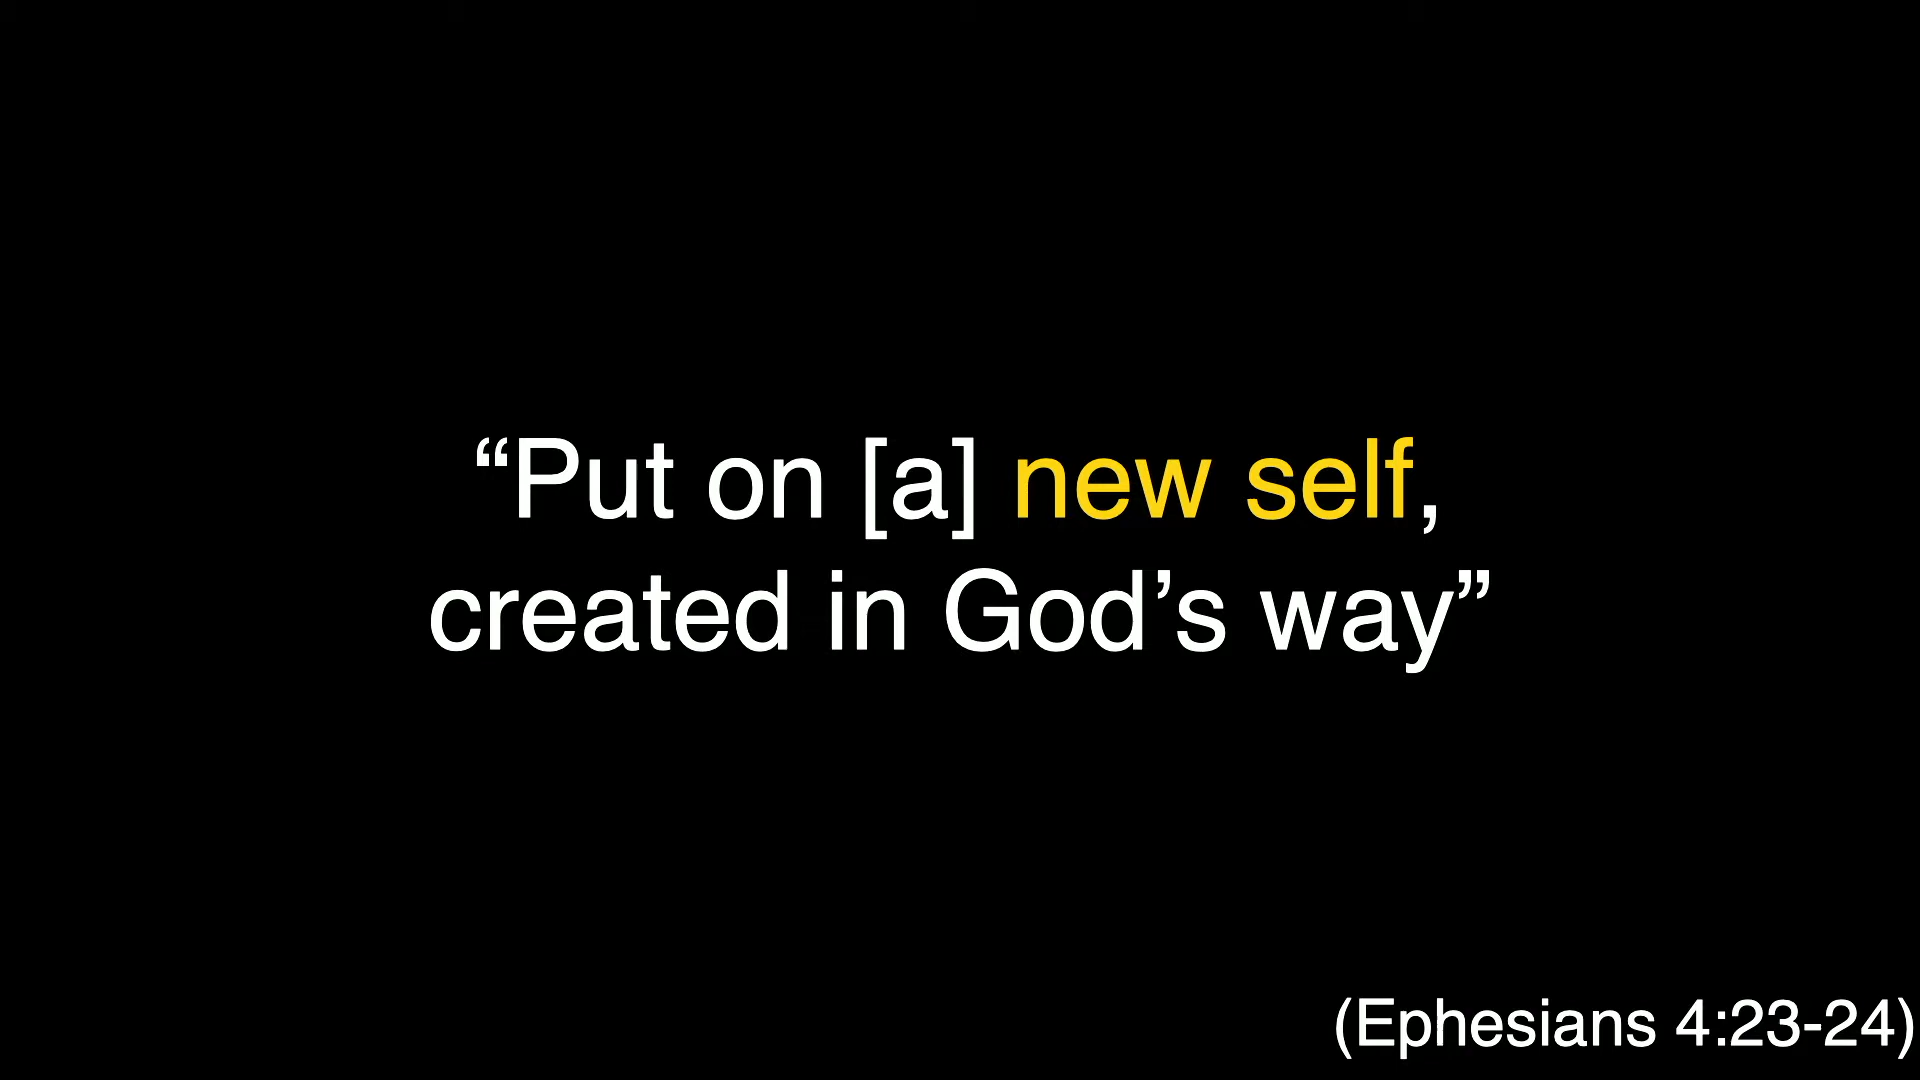 “Put on [a] new self,
created in God’s way”
(Ephesians 4:23-24)